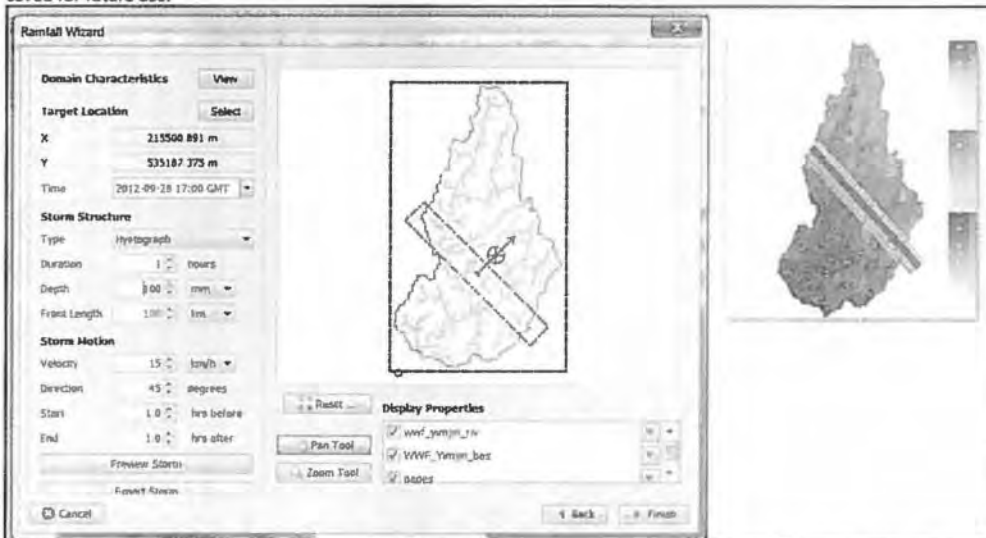 Rainfall Wizard
Domain Characteristics View
Target Location Select
X 215500 891 m
Y 535187 375 m
Time 2012-09-28 17:00 GMT
Storm Structure
Type Hyetograph
Duration 1 hours
Depth 100 mm
Front Length 100 km
Storm Motion
Velocity 15 km/h
Direction 45 degrees
Start 1.0 hrs before
End 1.0 hrs after
Preview Storm
Export Storm
Cancel
Reset ...
Pan Tool
Zoom Tool
Display Properties
gages
Back Finish